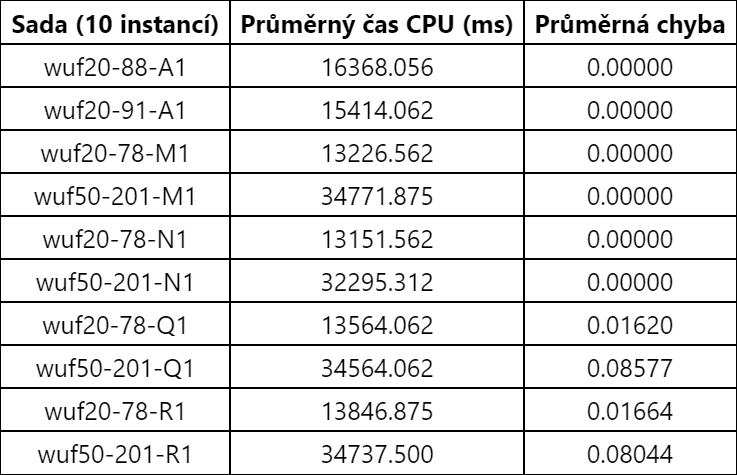 Sada (10 instancí) Průměrný čas CPU (ms) Průměrná chyba
wuf20-88-A1 16368.056 0.00000
wuf20-91-A1 15414.062 0.00000
wuf20-78-M1 13226.562 0.00000
wuf50-201-M1 34771.875 0.00000
wuf20-78-N1 13151.562 0.00000
wuf50-201-N1 32295.312 0.00000
wuf20-78-Q1 13564.062 0.01620
wuf50-201-Q1 34564.062 0.08577
wuf20-78-R1 13846.875 0.01664
wuf50-201-R1 34737.500 0.08044